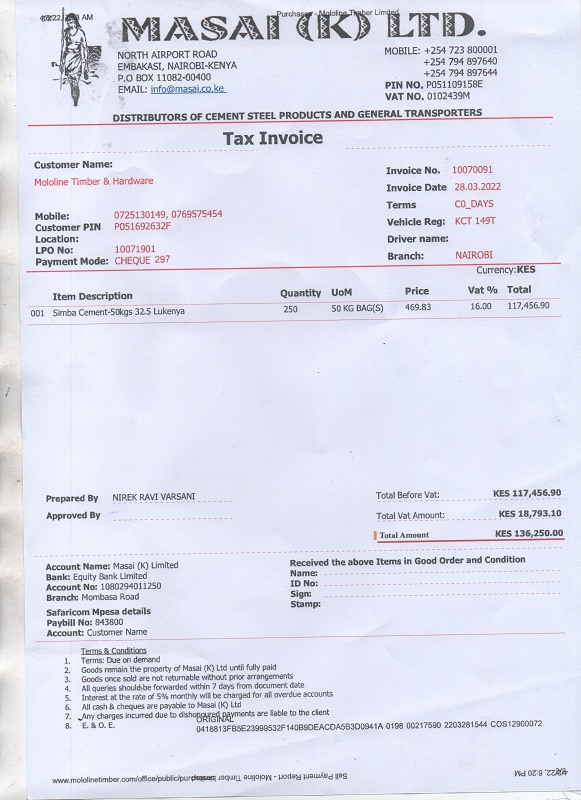 Purchases - Mololine Timber Limited
MASAI (K) LTD.
NORTH AIRPORT ROAD
EMBAKASI, NAIROBI-KENYA
P.O BOX 11082-00400
EMAIL: info@masai.co.ke
MOBILE: +254 723 800001
+254 794 897640
+254 794 897644
PIN NO. P051109158E
VAT NO. 0102439M
DISTRIBUTORS OF CEMENT STEEL PRODUCTS AND GENERAL TRANSPORTERS
Tax Invoice
Customer Name:
Mololine Timber & Hardware
Mobile: 0725130149, 0769575454
Customer PIN P051692632F
Location:
LPO No: 10071901
Payment Mode: CHEQUE 297
Invoice No. 10070091
Invoice Date 28.03.2022
Terms C0_DAYS
Vehicle Reg: KCT 149T
Driver name:
Branch: NAIROBI
Currency:KES
Item Description Quantity UoM Price Vat % Total
001 Simba Cement-50kgs 32.5 Lukenya 250 50 KG BAG(S) 469.83 16.00 117,456.90
Prepared By NIREK RAVI VARSANI
Approved By
Total Before Vat: KES 117,456.90
Total Vat Amount: KES 18,793.10
Total Amount KES 136,250.00
Account Name: Masai (K) Limited
Bank: Equity Bank Limited
Account No: 1080294011250
Branch: Mombasa Road
Safaricom Mpesa details
Paybill No: 843800
Account: Customer Name
Received the above Items in Good Order and Condition
Name:
ID No:
Sign:
Stamp:
Terms & Conditions
1. Terms: Due on demand
2. Goods remain the property of Masai (K) Ltd until fully paid
3. Goods once sold are not returnable without prior arrangements
4. All queries should be forwarded within 7 days from document date
5. Interest at the rate of 5% monthly will be charged for all overdue accounts
6. All cash & cheques are payable to Masai (K) Ltd
7. Any charges incurred due to dishonoured payments are liable to the client
8. E. & O. E.
ORIGINAL
0418813FB5E23999532F140B9DEACDA5B3D0941A 0198 00217590 2203281544 COS12900072
www.mololinetimber.com/office/public/purchases
Sell Payment Report - Mololine Timber Limited
6:20 PM